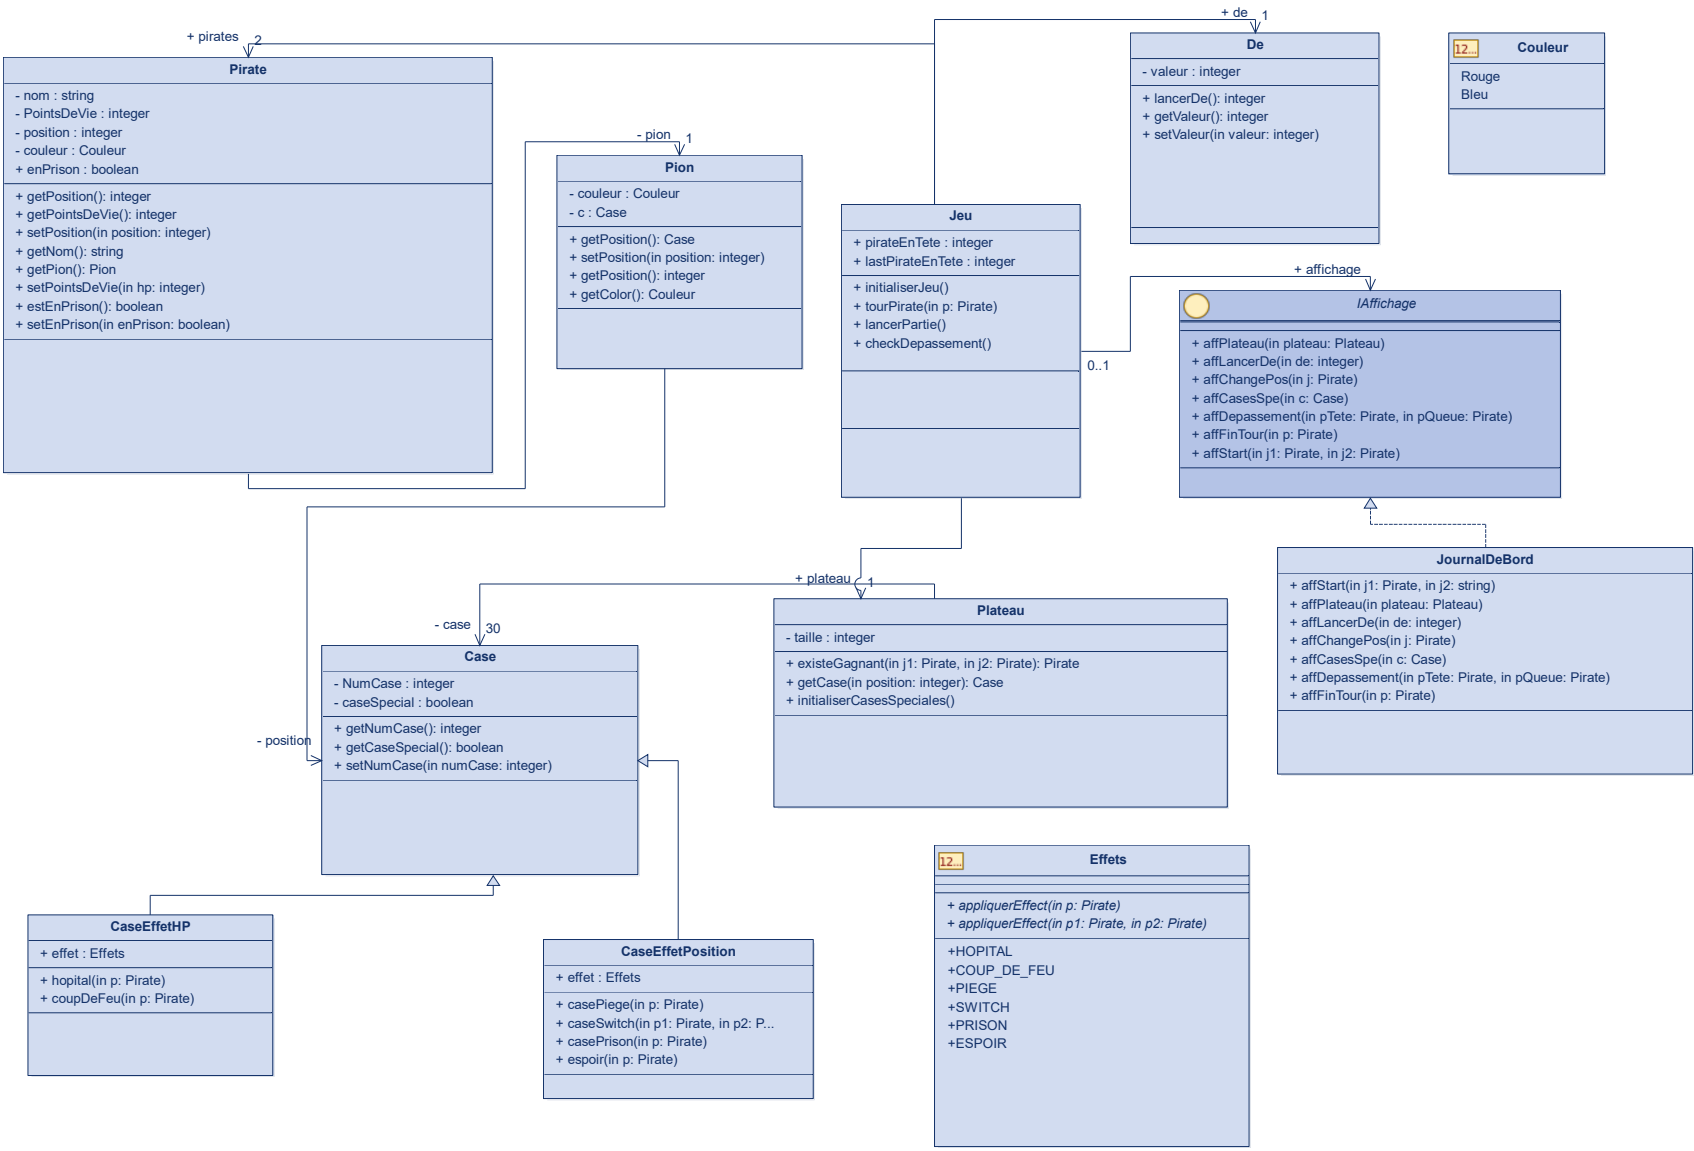 + pirates
2
Pirate
- nom : string
- PointsDeVie : integer
- position : integer
- couleur : Couleur
+ enPrison : boolean
+ getPosition(): integer
+ getPointsDeVie(): integer
+ setPosition(in position: integer)
+ getNom(): string
+ getPion(): Pion
+ setPointsDeVie(in hp: integer)
+ estEnPrison(): boolean
+ setEnPrison(in enPrison: boolean)
- pion
1
Pion
- couleur : Couleur
- c : Case
+ getPosition(): Case
+ setPosition(in position: integer)
+ getPosition(): integer
+ getColor(): Couleur
Jeu
+ pirateEnTete : integer
+ lastPirateEnTete : integer
+ initialiserJeu()
+ tourPirate(in p: Pirate)
+ lancerPartie()
+ checkDepassement()
+ de
1
De
- valeur : integer
+ lancerDe(): integer
+ getValeur(): integer
+ setValeur(in valeur: integer)
12...
Couleur
Rouge
Bleu
+ affichage
0..1
IAffichage
+ affPlateau(in plateau: Plateau)
+ affLancerDe(in de: integer)
+ affChangePos(in j: Pirate)
+ affCasesSpe(in c: Case)
+ affDepassement(in pTete: Pirate, in pQueue: Pirate)
+ affFinTour(in p: Pirate)
+ affStart(in j1: Pirate, in j2: Pirate)
JournalDeBord
+ affStart(in j1: Pirate, in j2: string)
+ affPlateau(in plateau: Plateau)
+ affLancerDe(in de: integer)
+ affChangePos(in j: Pirate)
+ affCasesSpe(in c: Case)
+ affDepassement(in pTete: Pirate, in pQueue: Pirate)
+ affFinTour(in p: Pirate)
+ plateau
1
Plateau
- taille : integer
+ existeGagnant(in j1: Pirate, in j2: Pirate): Pirate
+ getCase(in position: integer): Case
+ initialiserCasesSpeciales()
- case
30
Case
- NumCase : integer
- caseSpecial : boolean
+ getNumCase(): integer
+ getCaseSpecial(): boolean
+ setNumCase(in numCase: integer)
- position
CaseEffetHP
+ effet : Effets
+ hopital(in p: Pirate)
+ coupDeFeu(in p: Pirate)
CaseEffetPosition
+ effet : Effets
+ casePiege(in p: Pirate)
+ caseSwitch(in p1: Pirate, in p2: P...
+ casePrison(in p: Pirate)
+ espoir(in p: Pirate)
12...
Effets
+ appliquerEffect(in p: Pirate)
+ appliquerEffect(in p1: Pirate, in p2: Pirate)
+HOPITAL
+COUP_DE_FEU
+PIEGE
+SWITCH
+PRISON
+ESPOIR